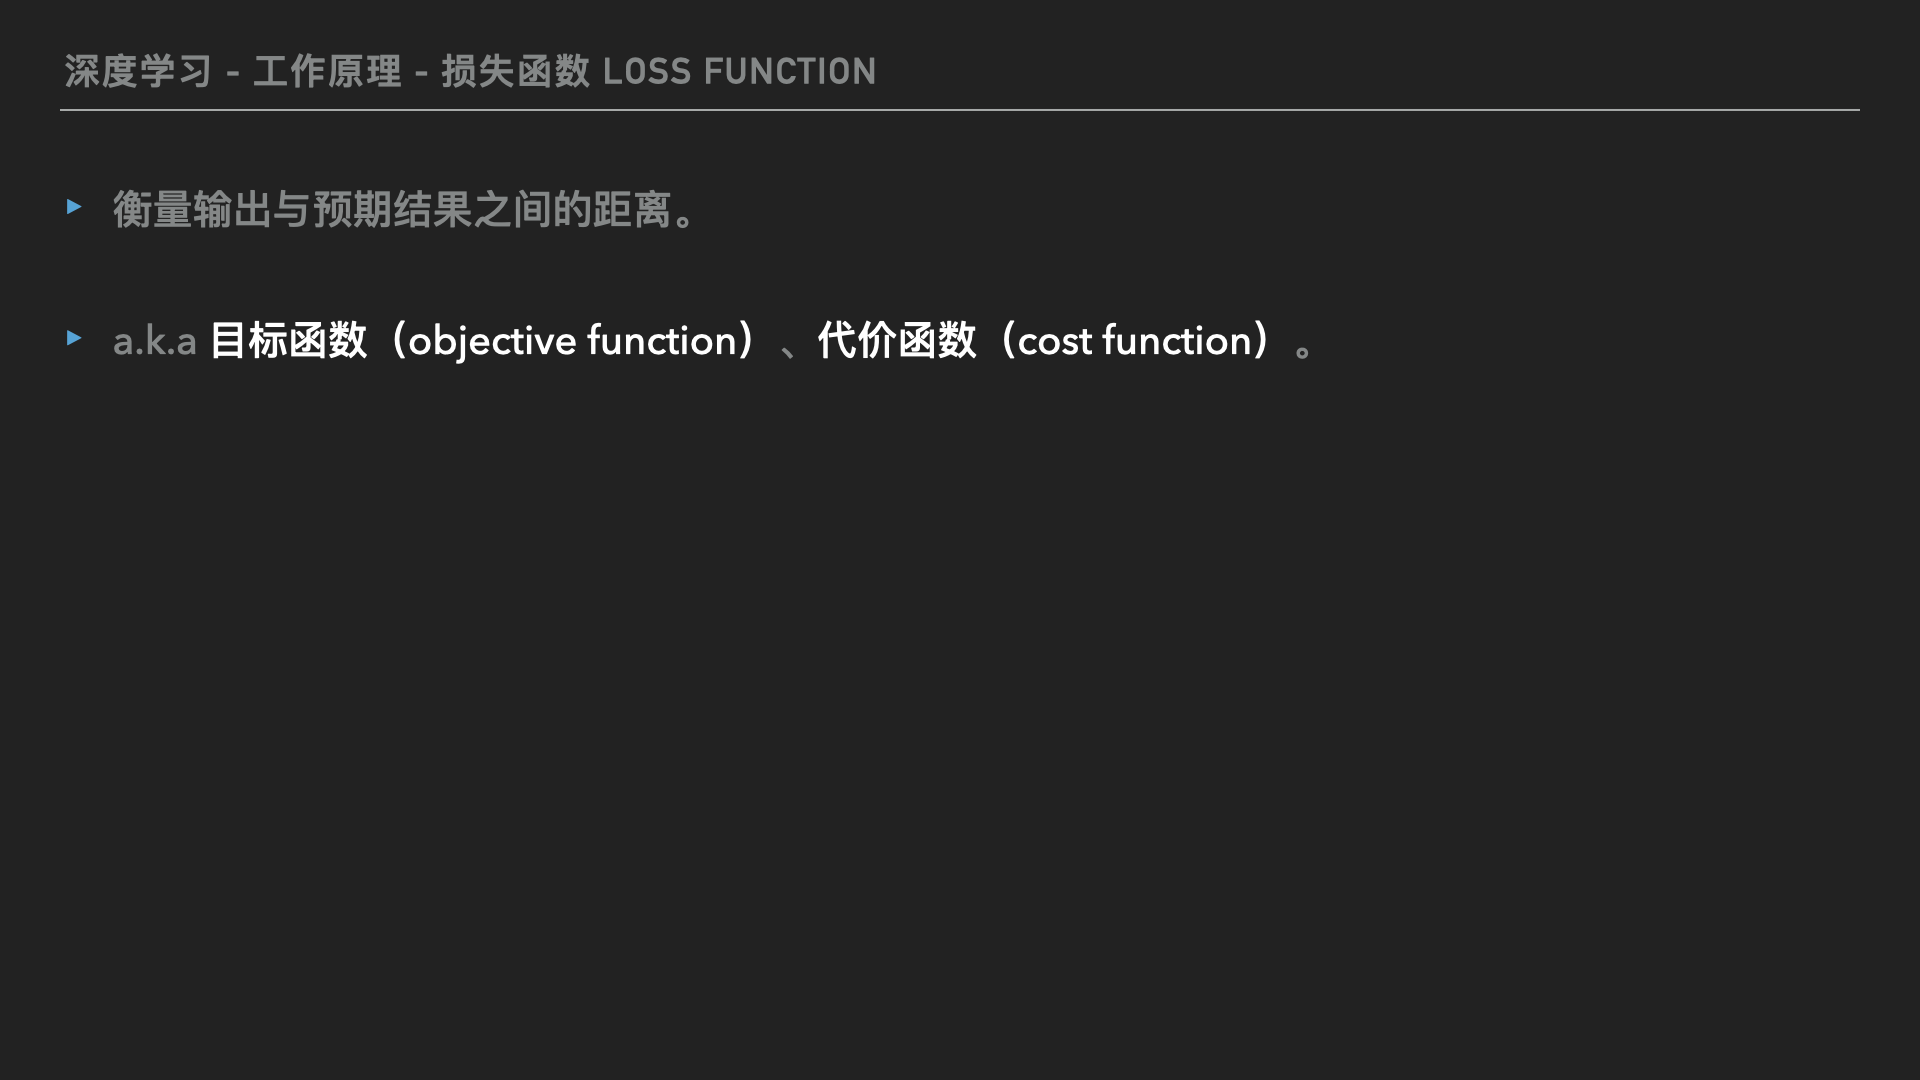 深度学习 - 工作原理 - 损失函数 LOSS FUNCTION
▸ 衡量输出与预期结果之间的距离。
▸ a.k.a 目标函数（objective function）、代价函数（cost function）。